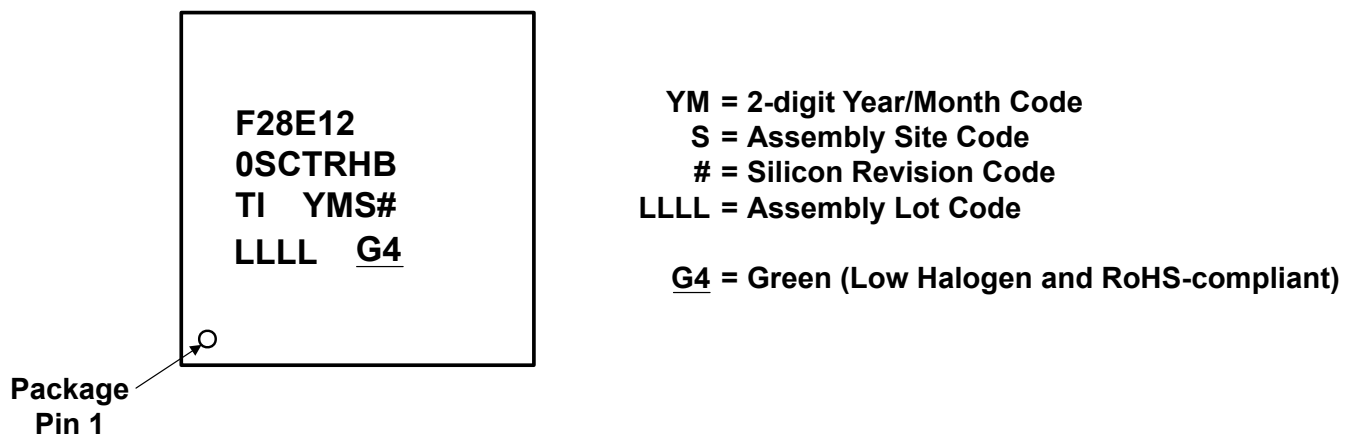 F28E12
0SCTRHB
TI YMS#
LLLL G4
Package
Pin 1
YM = 2-digit Year/Month Code
S = Assembly Site Code
# = Silicon Revision Code
LLLL = Assembly Lot Code
G4 = Green (Low Halogen and RoHS-compliant)